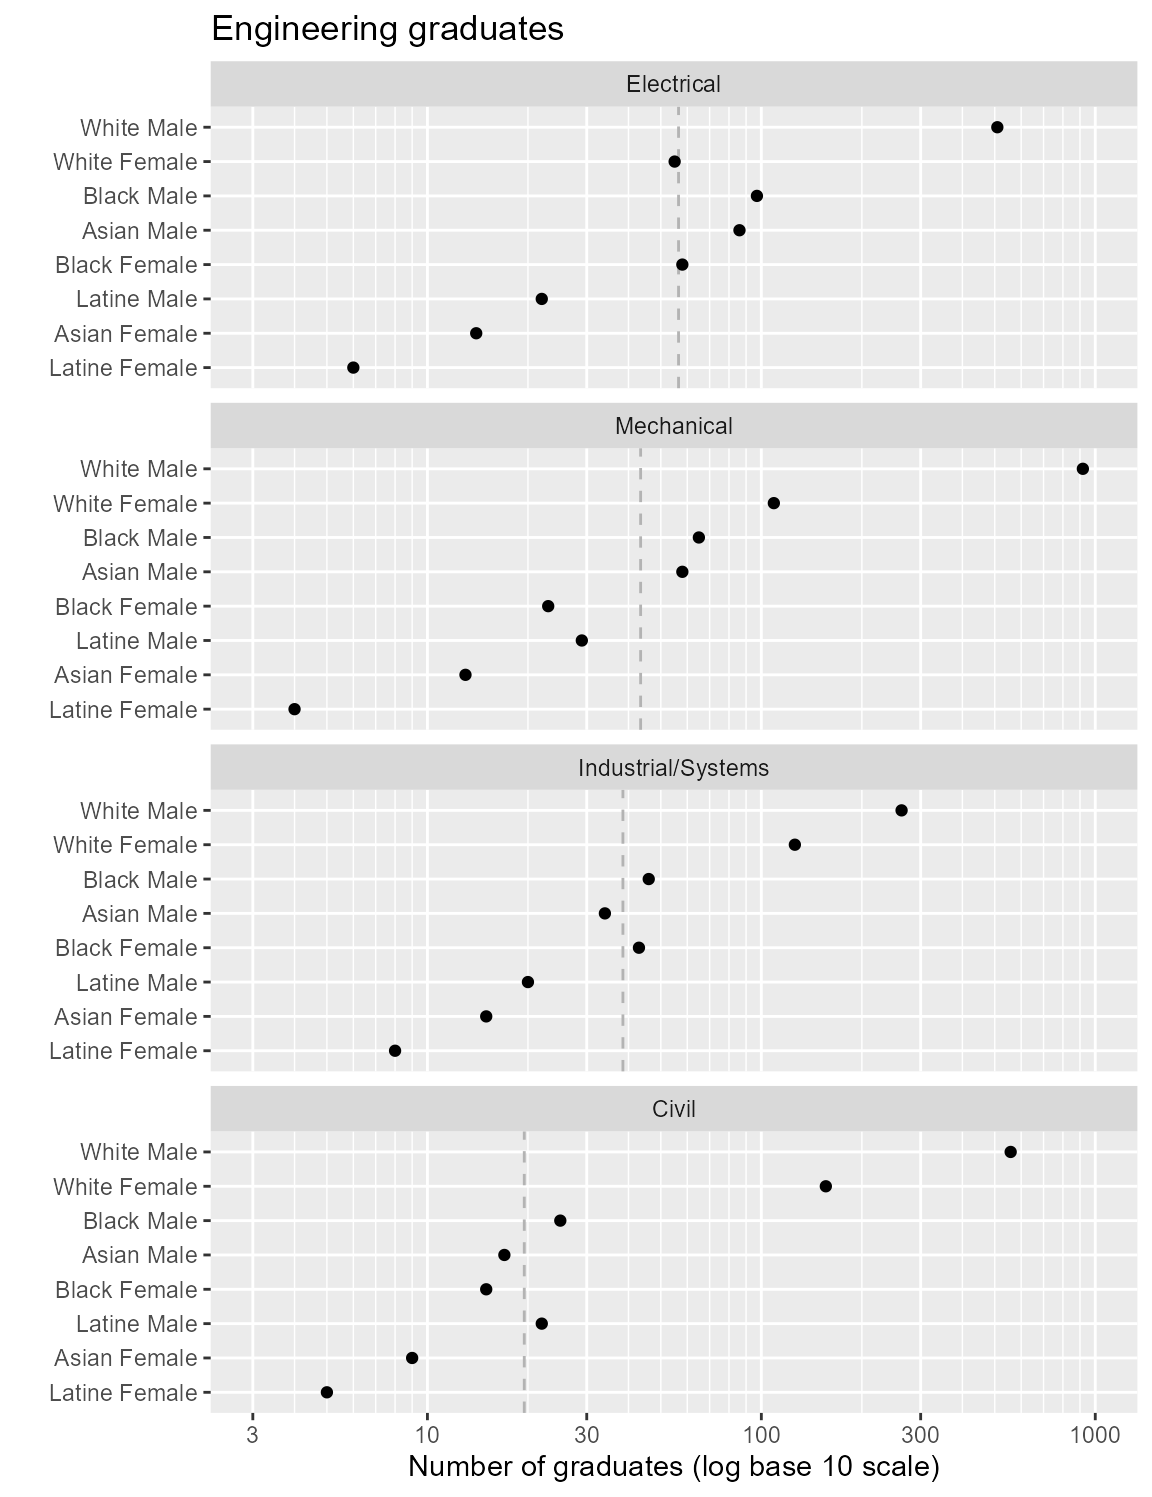 Engineering graduates
Electrical
White Male
White Female
Black Male
Asian Male
Black Female
Latine Male
Asian Female
Latine Female
Mechanical
White Male
White Female
Black Male
Asian Male
Black Female
Latine Male
Asian Female
Latine Female
Industrial/Systems
White Male
White Female
Black Male
Asian Male
Black Female
Latine Male
Asian Female
Latine Female
Civil
White Male
White Female
Black Male
Asian Male
Black Female
Latine Male
Asian Female
Latine Female
3 10 30 100 300 1000
Number of graduates (log base 10 scale)